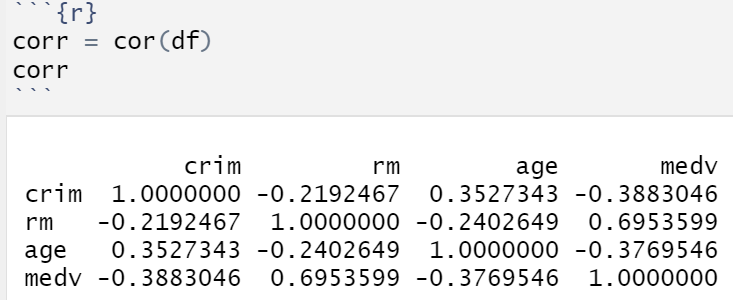 ```{r}
corr = cor(df)
corr
```
            crim         rm        age       medv
crim  1.0000000 -0.2192467  0.3527343 -0.3883046
rm   -0.2192467  1.0000000 -0.2402649  0.6953599
age   0.3527343 -0.2402649  1.0000000 -0.3769546
medv -0.3883046  0.6953599 -0.3769546  1.0000000